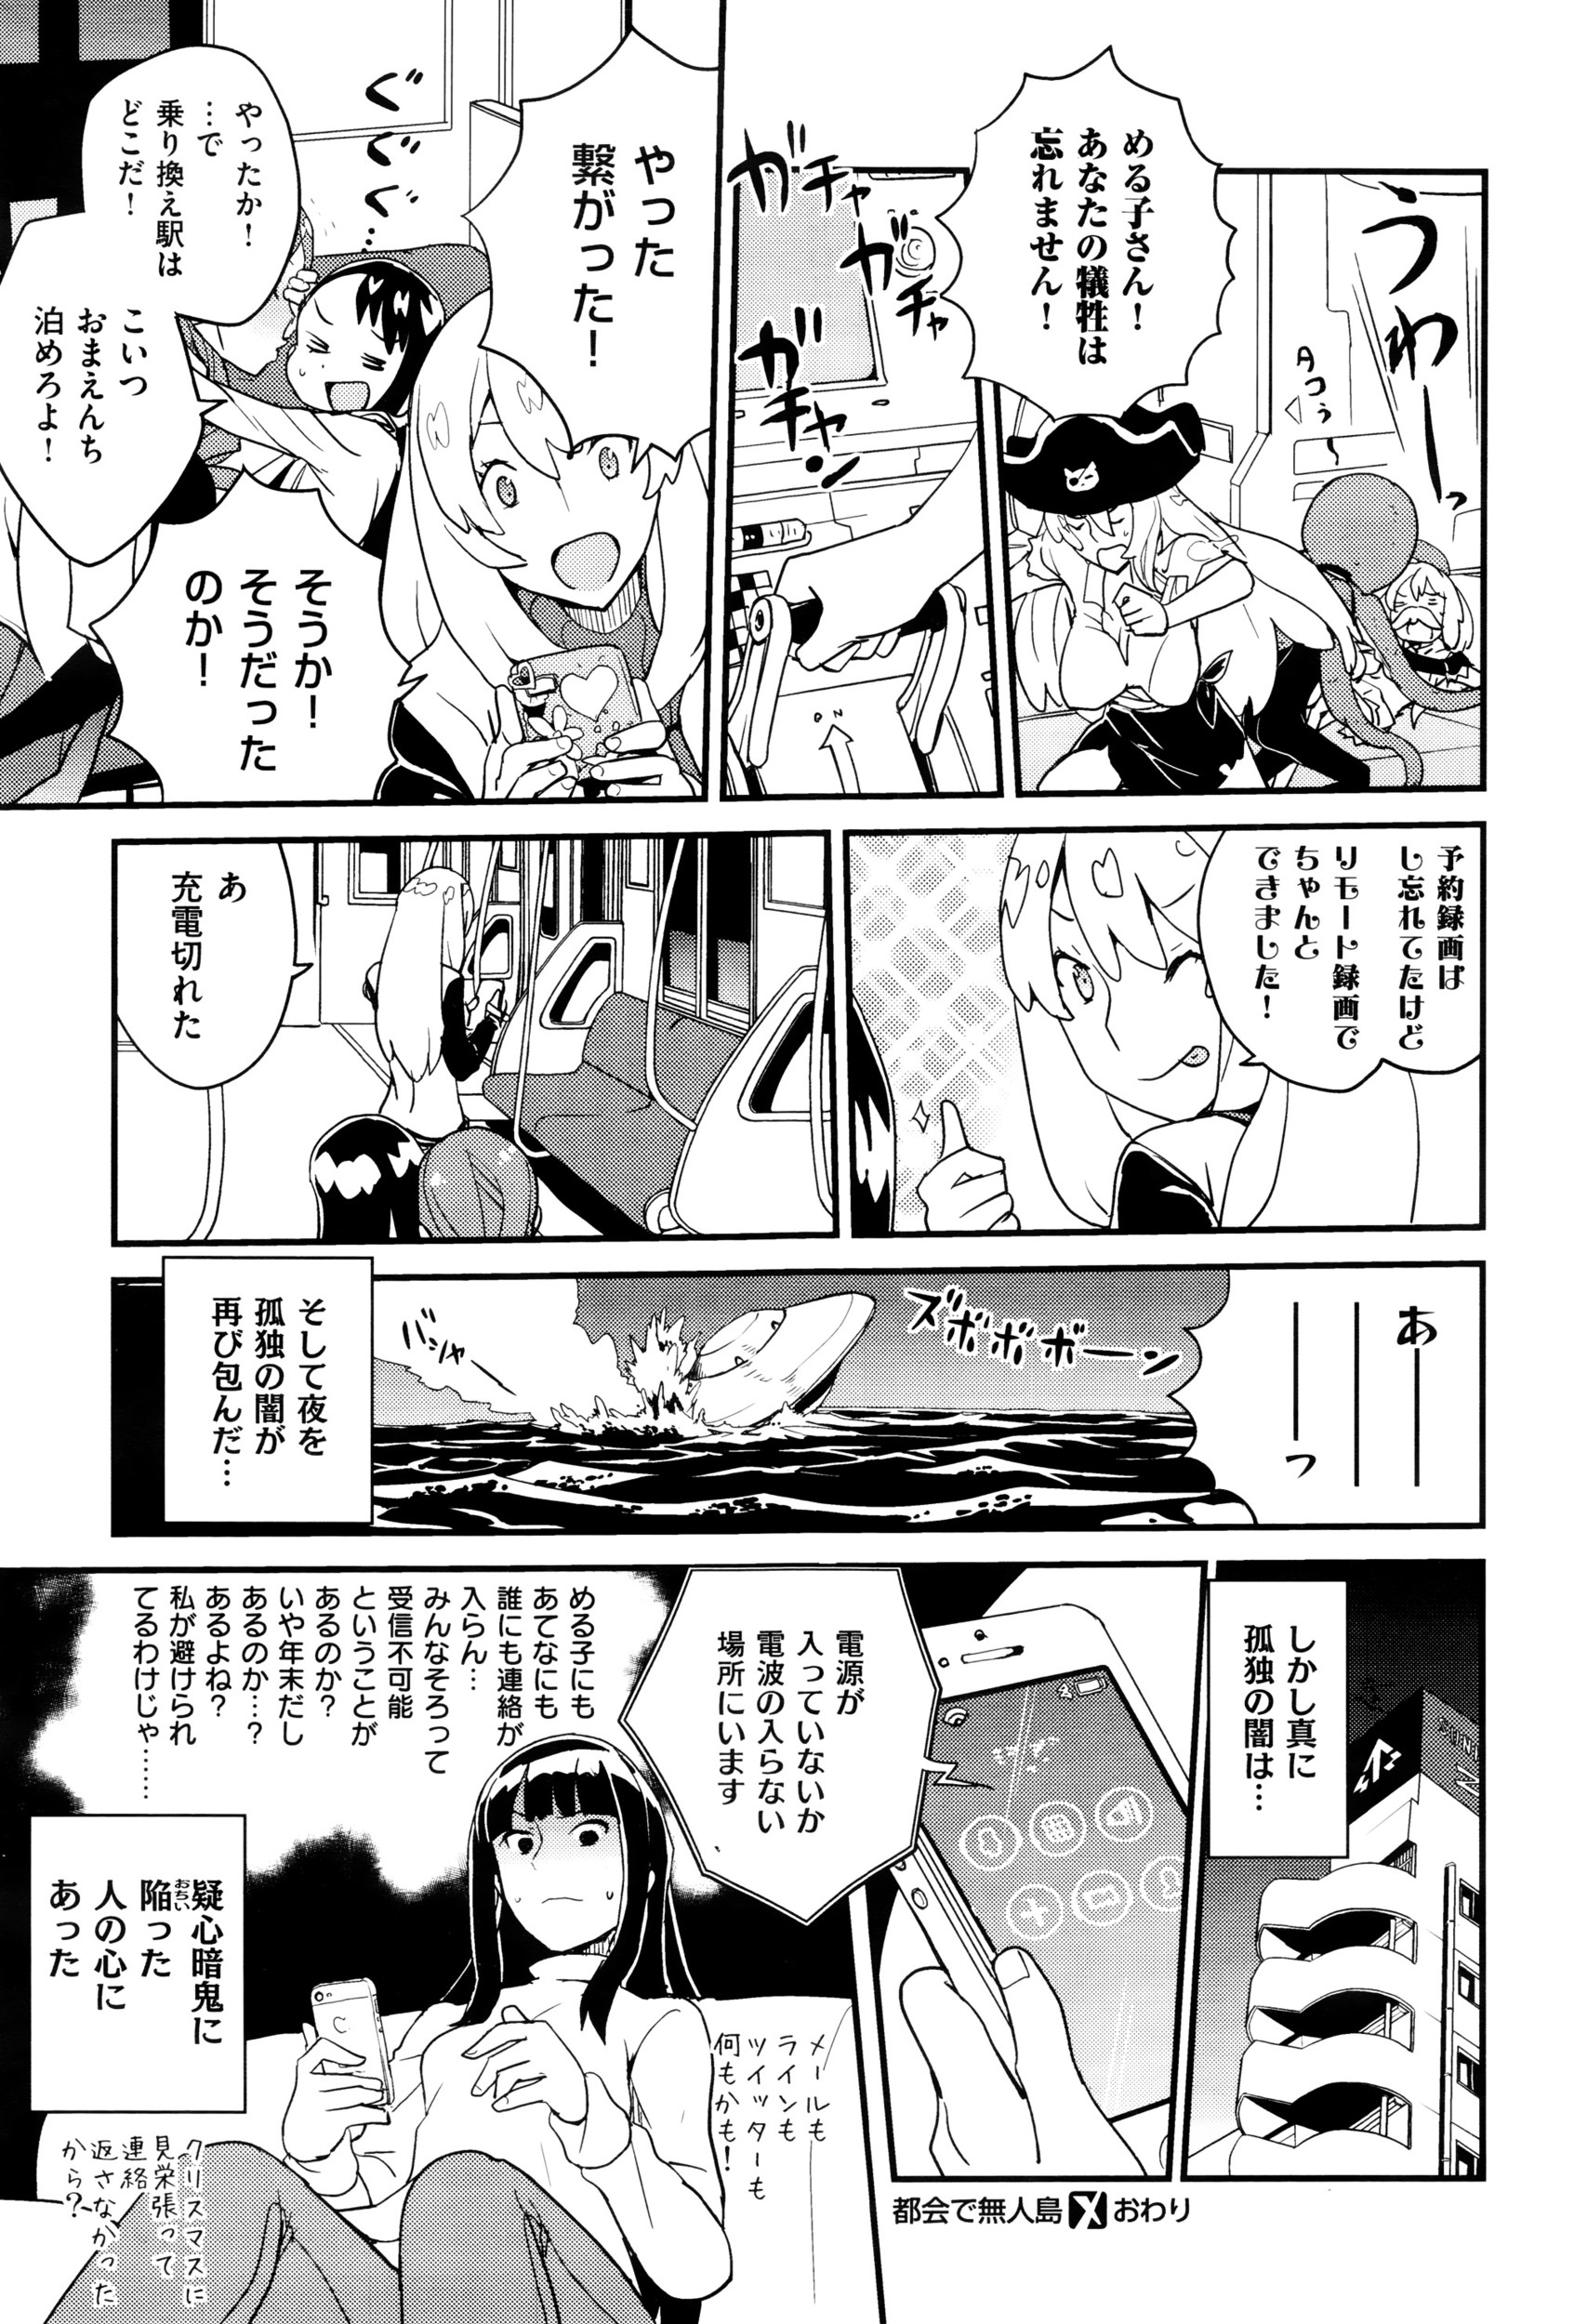 める子さん！
あなたの犠牲は
忘れません！
うわーーっ
ガチャ
ガチャ
ガチャン
ON
やった
繋がった！
ぐぐぐ…
やったか！
…で
乗り換え駅は
どこだ！
こいつ
おまえんち
泊めろよ！
そうか！
そうだった
のか！
予約録画は
し忘れてたけど
リモート録画で
ちゃんと
できました！
あ
充電切れた
あーーーっ
ズボボボーン
バシャ
そして夜を
孤独の闇が
再び包んだ…
しかし真に
孤独の闇は…
電源が
入っていないか
電波の入らない
場所にいます
める子にも
あてなにも
誰にも連絡が
入らん…
みんなそろって
受信不可能
ということが
あるのか？
いや年末だし
あるのか…？
あるよね？
私が避けられ
てるわけじゃ……
メールも
ラインも
ツイッターも
何もかも！
疑心暗鬼に
陥った
おちい
人の心に
あった
クリスマスに
見栄張って
連絡
返さなかった
から？
都会で無人島X おわり